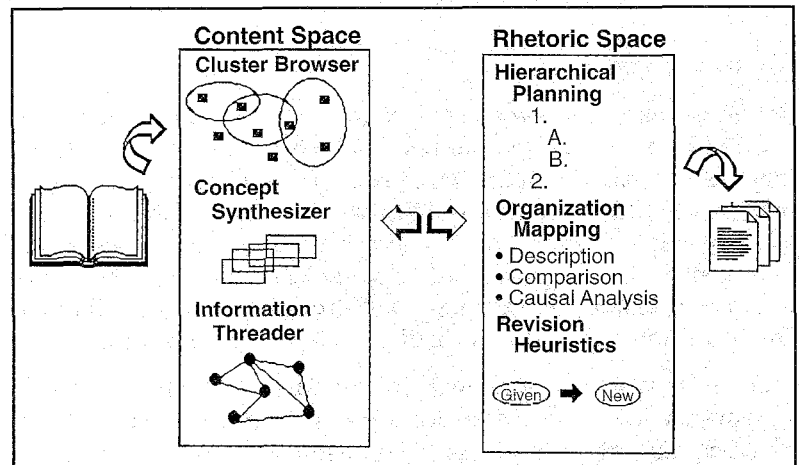 Content Space
Cluster Browser
Concept
Synthesizer
Information
Threader
Rhetoric Space
Hierarchical
Planning
1.
A.
B.
2.
Organization
Mapping
• Description
• Comparison
• Causal Analysis
Revision
Heuristics
Given
New